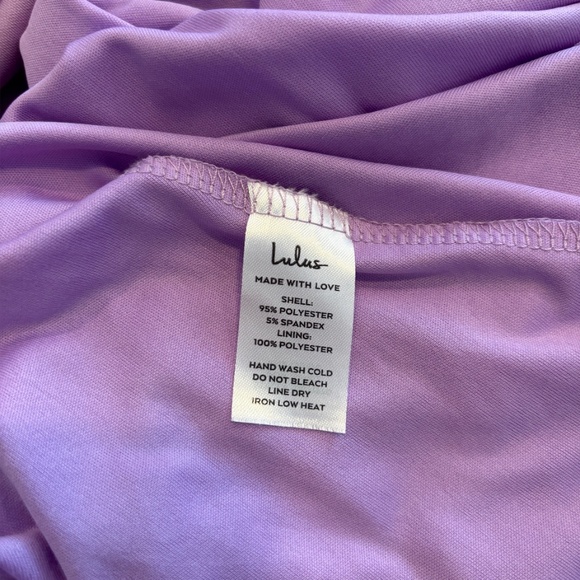 Lulus
MADE WITH LOVE
SHELL:
95% POLYESTER
5% SPANDEX
LINING:
100% POLYESTER
HAND WASH COLD
DO NOT BLEACH
LINE DRY
IRON LOW HEAT